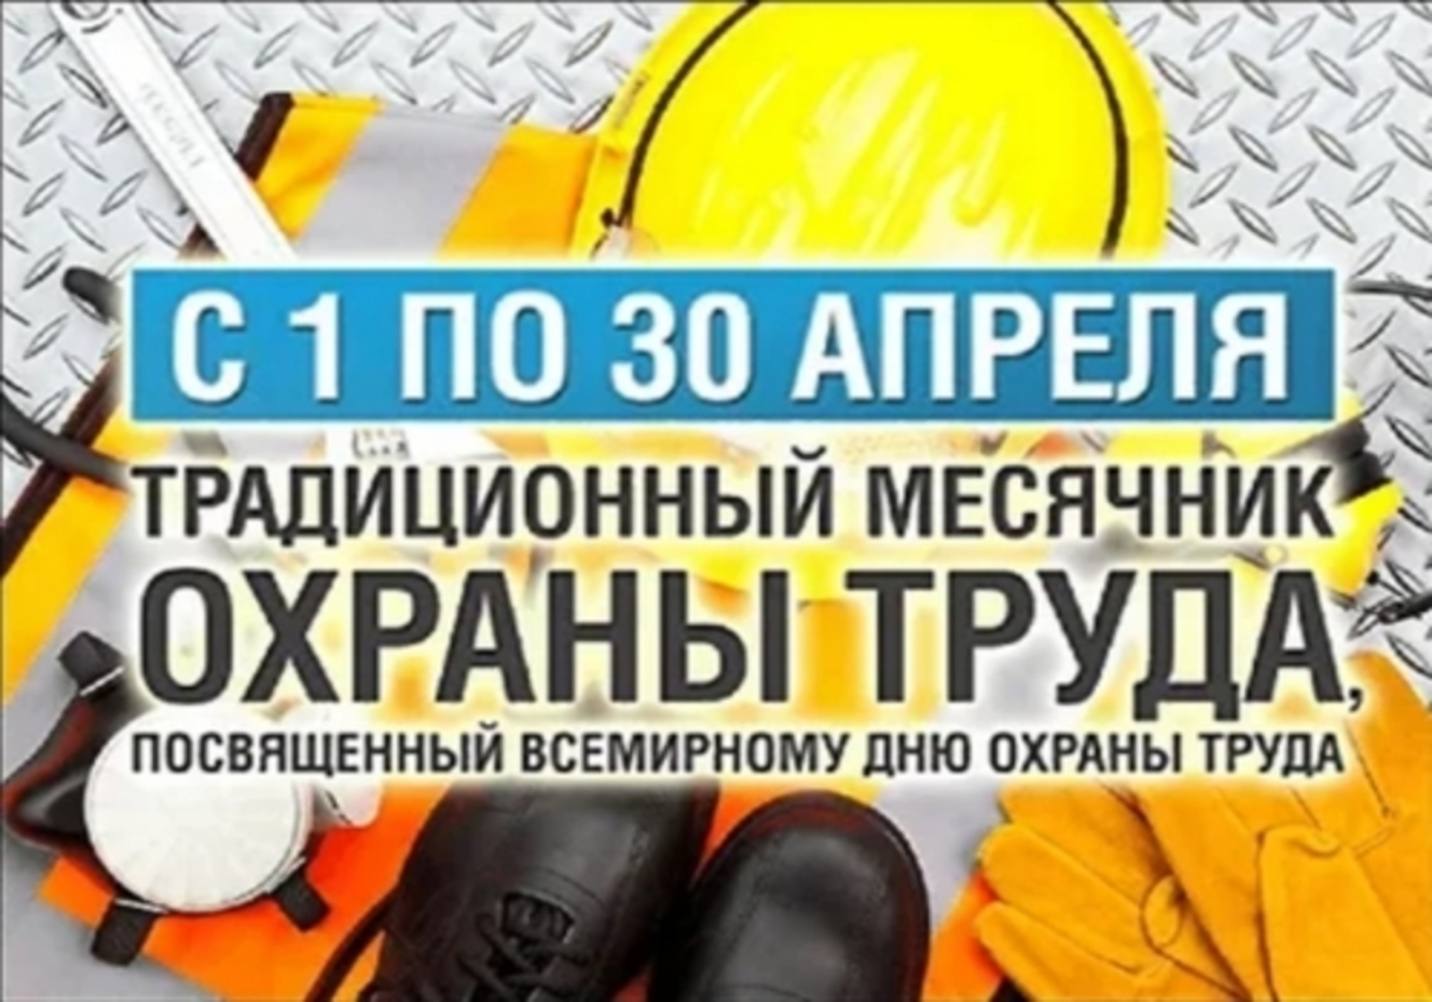 С 1 ПО 30 АПРЕЛЯ
ТРАДИЦИОННЫЙ МЕСЯЧНИК
ОХРАНЫ ТРУДА,
ПОСВЯЩЕННЫЙ ВСЕМИРНОМУ ДНЮ ОХРАНЫ ТРУДА